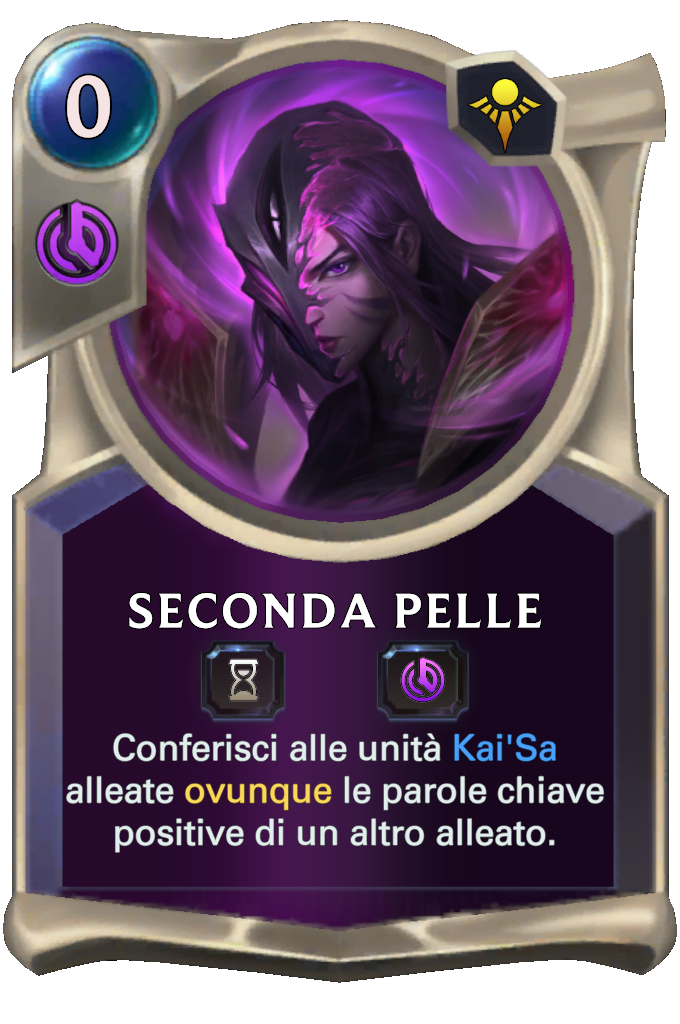 0
SECONDA PELLE
Conferisci alle unità Kai'Sa
alleate ovunque le parole chiave
positive di un altro alleato.